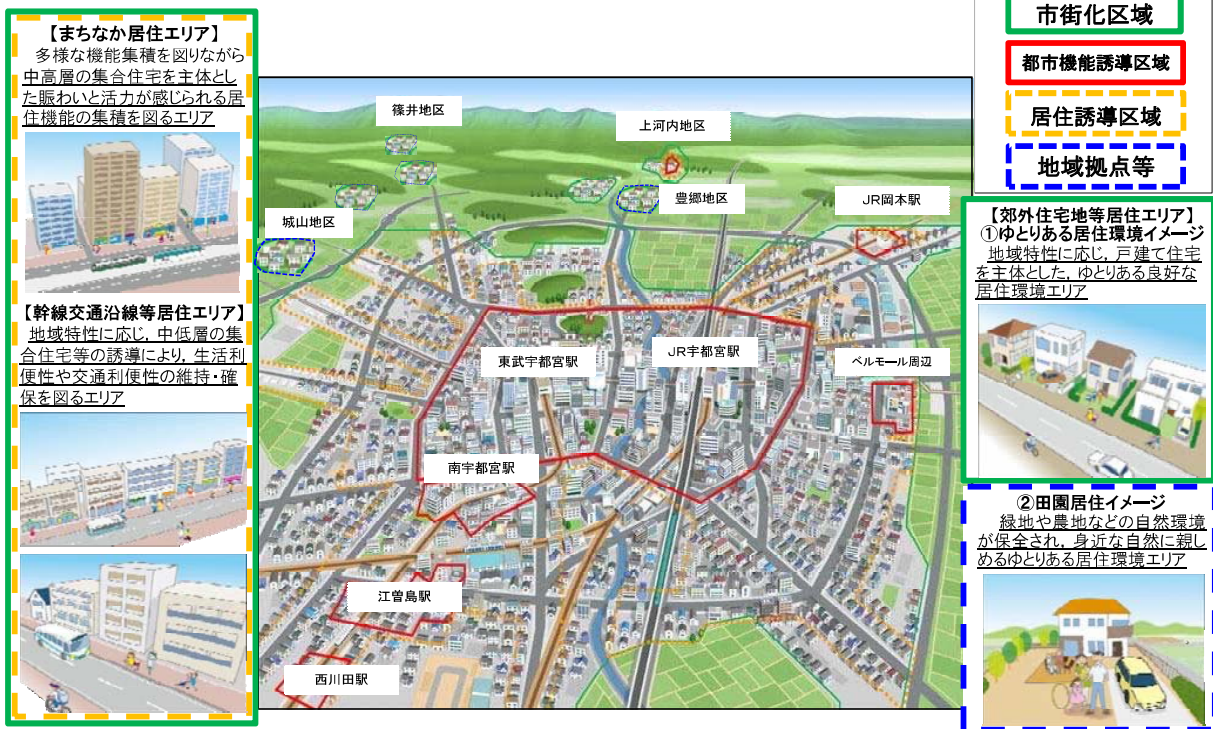 【まちなか居住エリア】
多様な機能集積を図りながら
中高層の集合住宅を主体とし
た賑わいと活力が感じられる居
住機能の集積を図るエリア
【幹線交通沿線等居住エリア】
地域特性に応じ，中低層の集
合住宅等の誘導により，生活利
便性や交通利便性の維持・確
保を図るエリア
篠井地区
上河内地区
城山地区
豊郷地区
JR岡本駅
東武宇都宮駅
JR宇都宮駅
ベルモール周辺
南宇都宮駅
江曽島駅
西川田駅
市街化区域
都市機能誘導区域
居住誘導区域
地域拠点等
【郊外住宅地等居住エリア】
①ゆとりある居住環境イメージ
地域特性に応じ，戸建て住宅
を主体とした，ゆとりある良好な
居住環境エリア
②田園居住イメージ
緑地や農地などの自然環境
が保全され，身近な自然に親し
めるゆとりある居住環境エリア